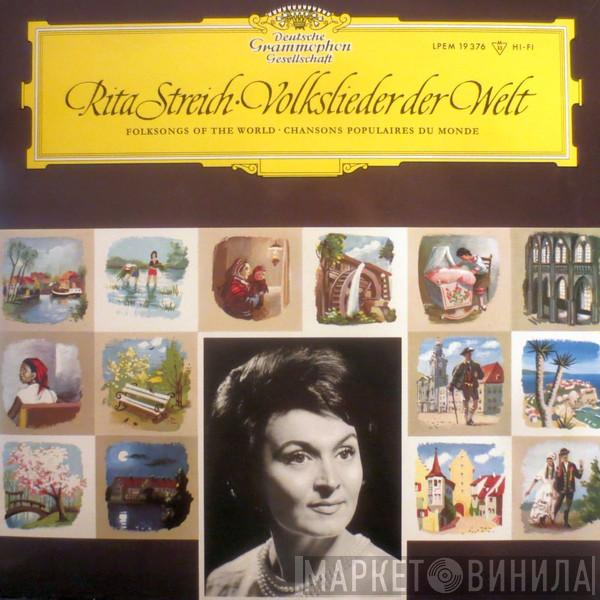 Deutsche
Grammophon
Gesellschaft
LPEM 19 376 M 33 HI-FI
Rita Streich · Volkslieder der Welt
FOLKSONGS OF THE WORLD · CHANSONS POPULAIRES DU MONDE
МАРКЕТ ВИНИЛА